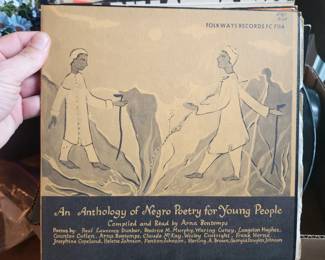 FOLKWAYS RECORDS FC 7114
An Anthology of Negro Poetry for Young People
Compiled and Read by Arna Bontemps
Poems by: Paul Lawrence Dunbar, Beatrice M. Murphy, Waring Cuney, Langston Hughes,
Countee Cullen, Arna Bontemps, Claude McKay, Wesley Curtright, Frank Horne,
Josephine Copeland, Helene Johnson, Fenton Johnson, Sterling A. Brown, Georgia Douglas Johnson